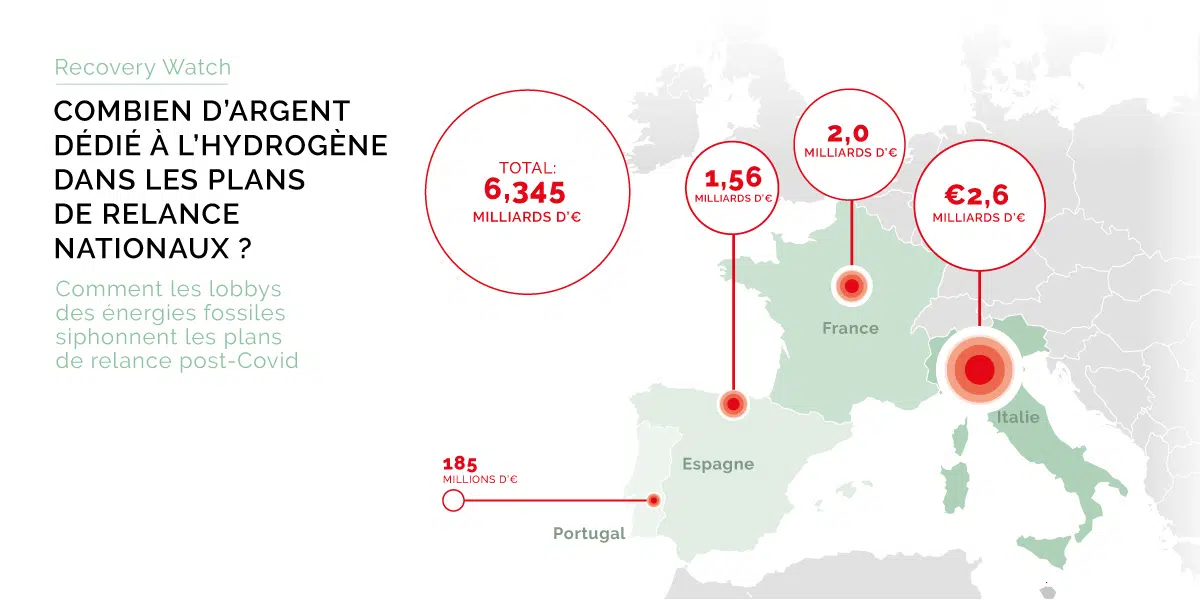 Recovery Watch
COMBIEN D'ARGENT
DÉDIÉ À L'HYDROGÈNE
DANS LES PLANS
DE RELANCE
NATIONAUX ?
Comment les lobbys
des énergies fossiles
siphonnent les plans
de relance post-Covid
TOTAL:
6,345
MILLIARDS D'€
1,56
MILLIARDS D'€
2,0
MILLIARDS D'€
€2,6
MILLIARDS D'€
France
Italie
Espagne
185
MILLIONS D'€
Portugal